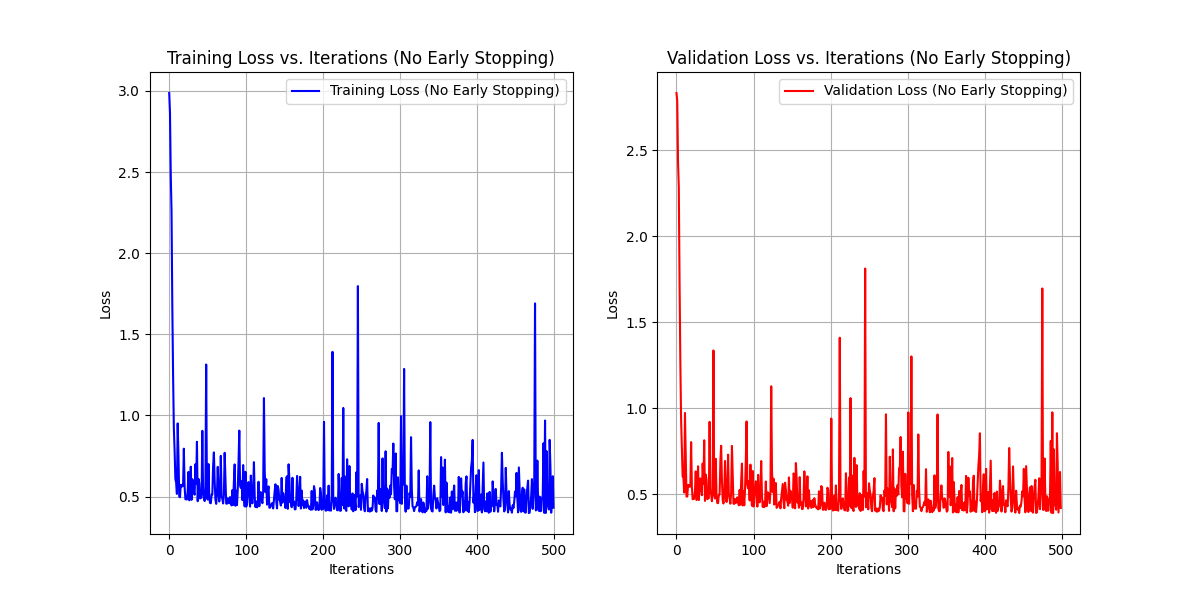 Training Loss vs. Iterations (No Early Stopping)
Training Loss (No Early Stopping)
3.0
2.5
2.0
1.5
1.0
0.5
Loss
0 100 200 300 400 500
Iterations
Validation Loss vs. Iterations (No Early Stopping)
Validation Loss (No Early Stopping)
2.5
2.0
1.5
1.0
0.5
Loss
0 100 200 300 400 500
Iterations